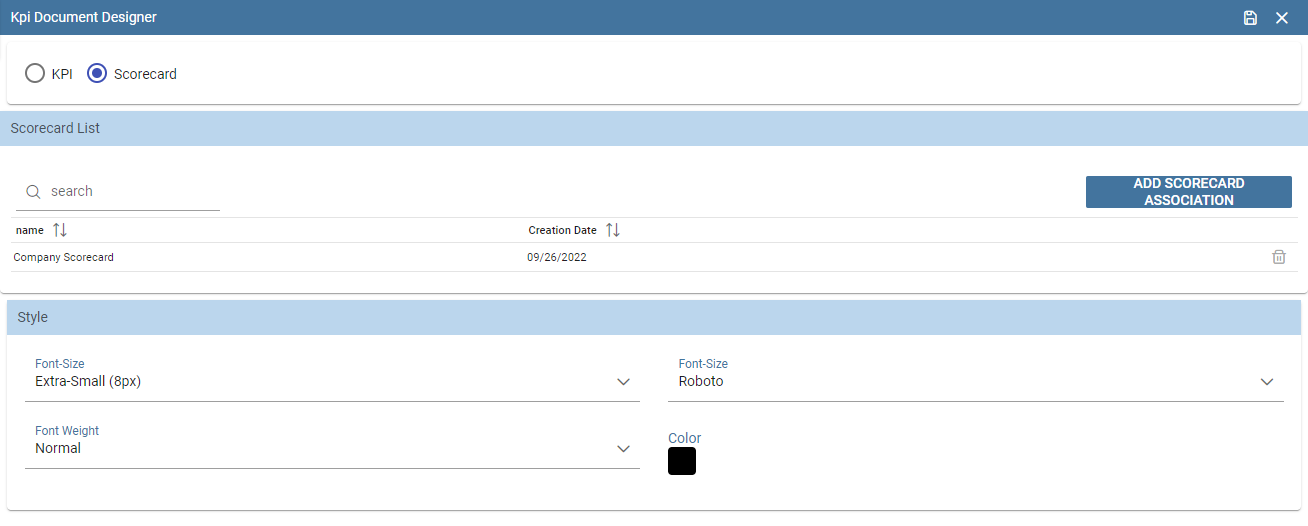 Kpi Document Designer
KPI Scorecard
Scorecard List
search
ADD SCORECARD
ASSOCIATION
name Creation Date
Company Scorecard 09/26/2022
Style
Font-Size Font-Size
Extra-Small (8px) Roboto
Font Weight Color
Normal